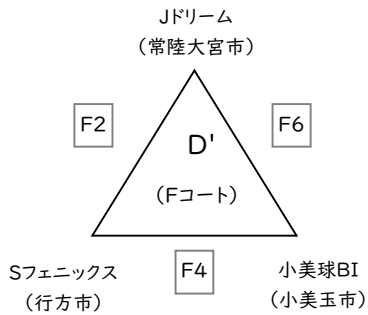 Jドリーム
（常陸大宮市）
F2
F6
D'
（Fコート）
Sフェニックス
（行方市）
F4
小美球BI
（小美玉市）